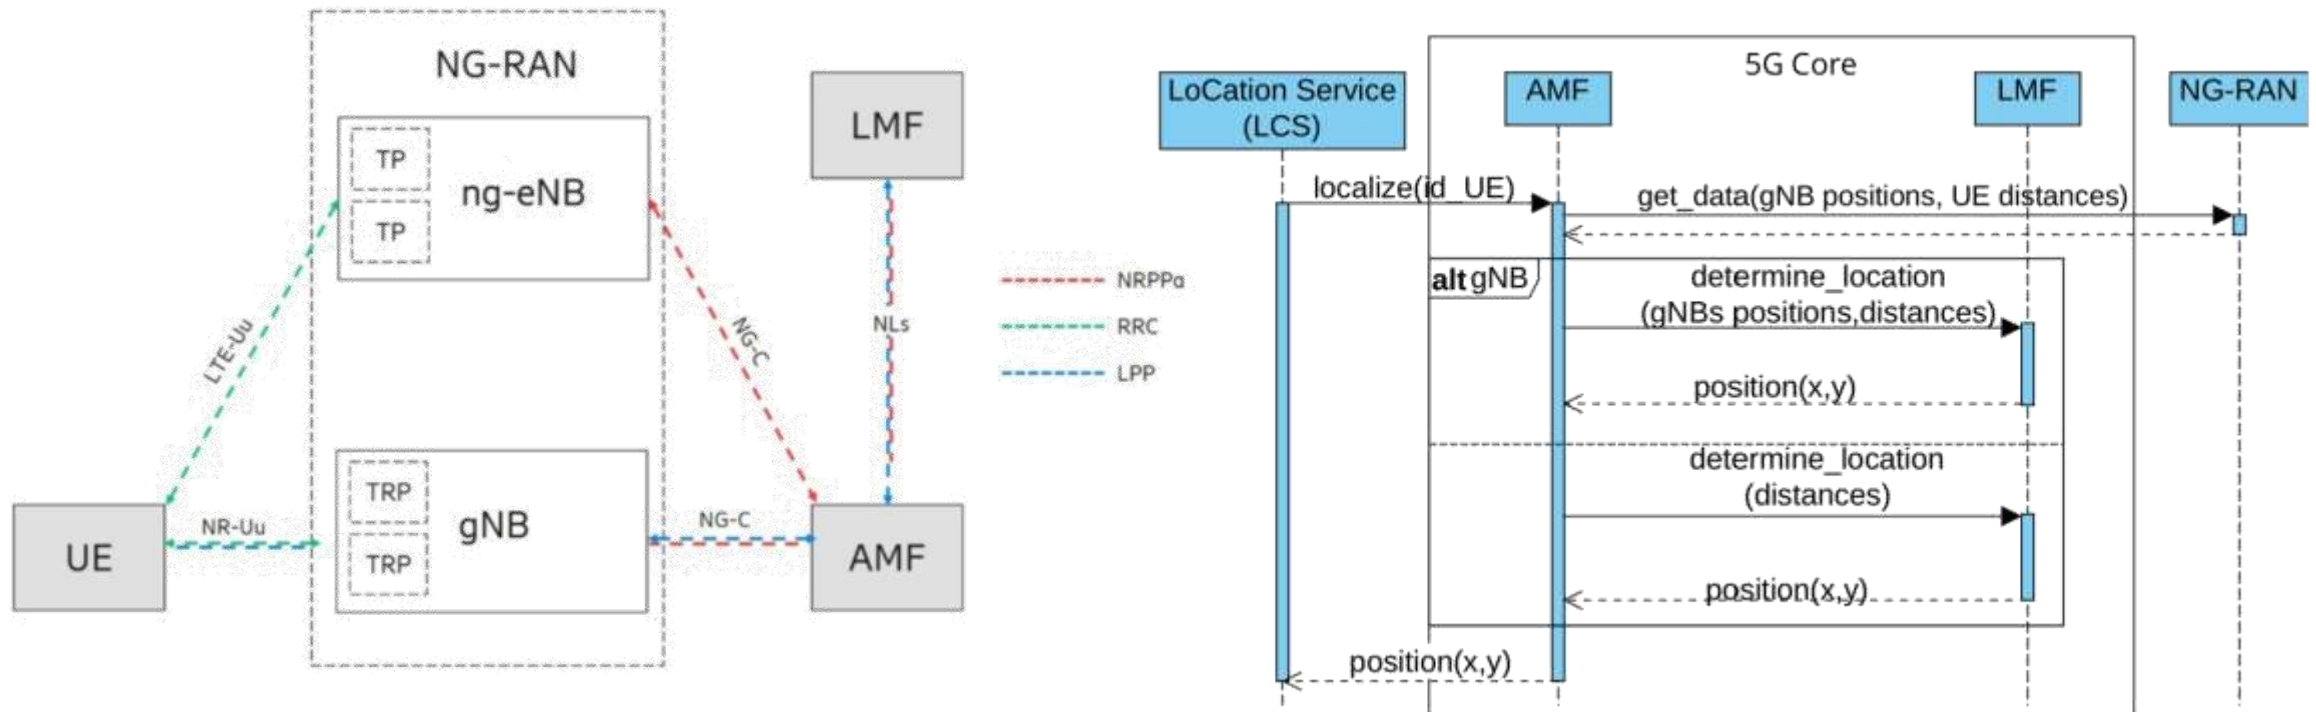 NG-RAN
TP
TP
ng-eNB
LMF
LTE-Uu
NG-C
NLs
NRPPa
RRC
LPP
UE
NR-Uu
TRP
TRP
gNB
NG-C
AMF
5G Core
LoCation Service
(LCS)
AMF
LMF
NG-RAN
localize(id_UE)
get_data(gNB positions, UE distances)
alt gNB
determine_location
(gNBs positions,distances)
position(x,y)
determine_location
(distances)
position(x,y)
position(x,y)